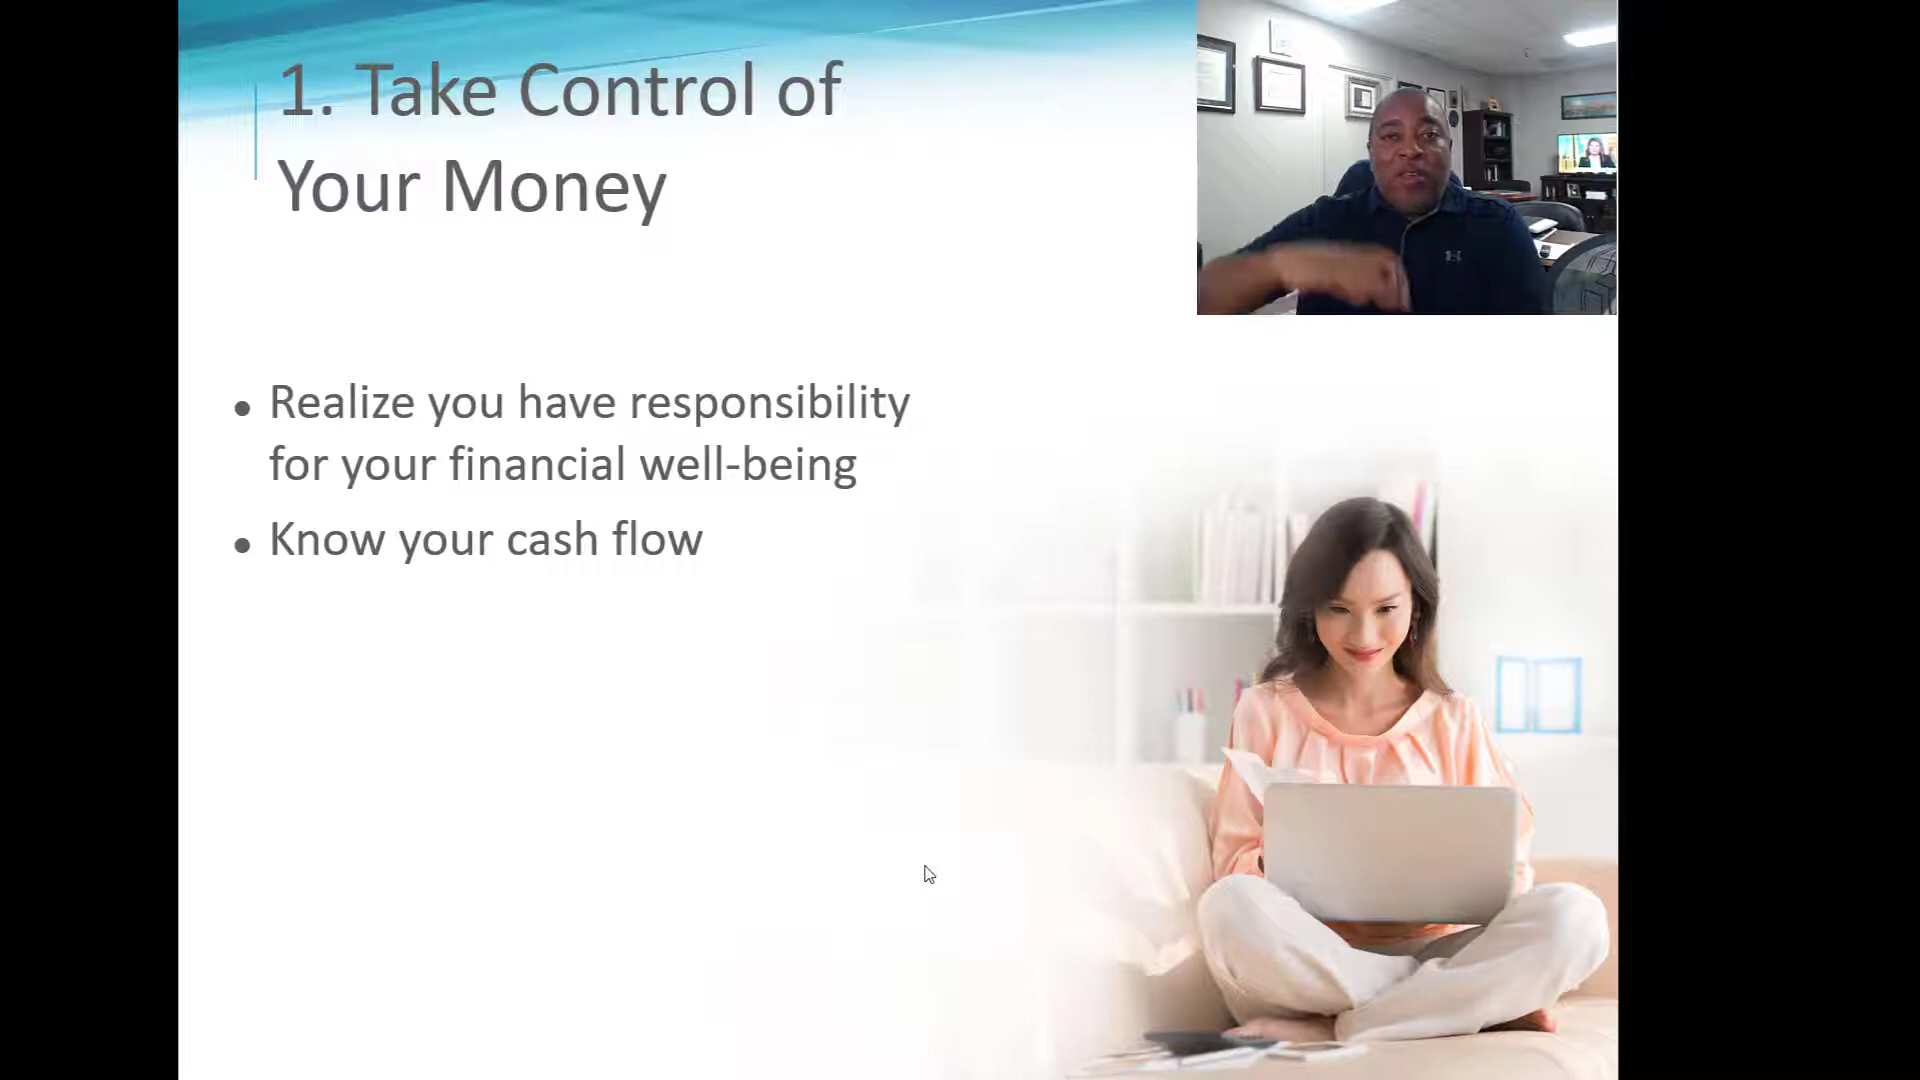 1. Take Control of
Your Money
• Realize you have responsibility
for your financial well-being
• Know your cash flow